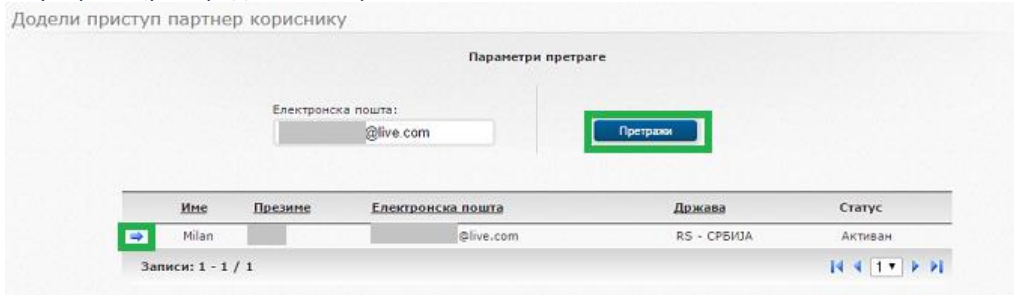 Додели приступ партнер кориснику
Параметри претраге
Електронска пошта:
@live.com
Претражи
Име Презиме Електронска пошта Држава Статус
Milan @live.com RS - СРБИЈА Активан
Записи: 1 - 1 / 1
1